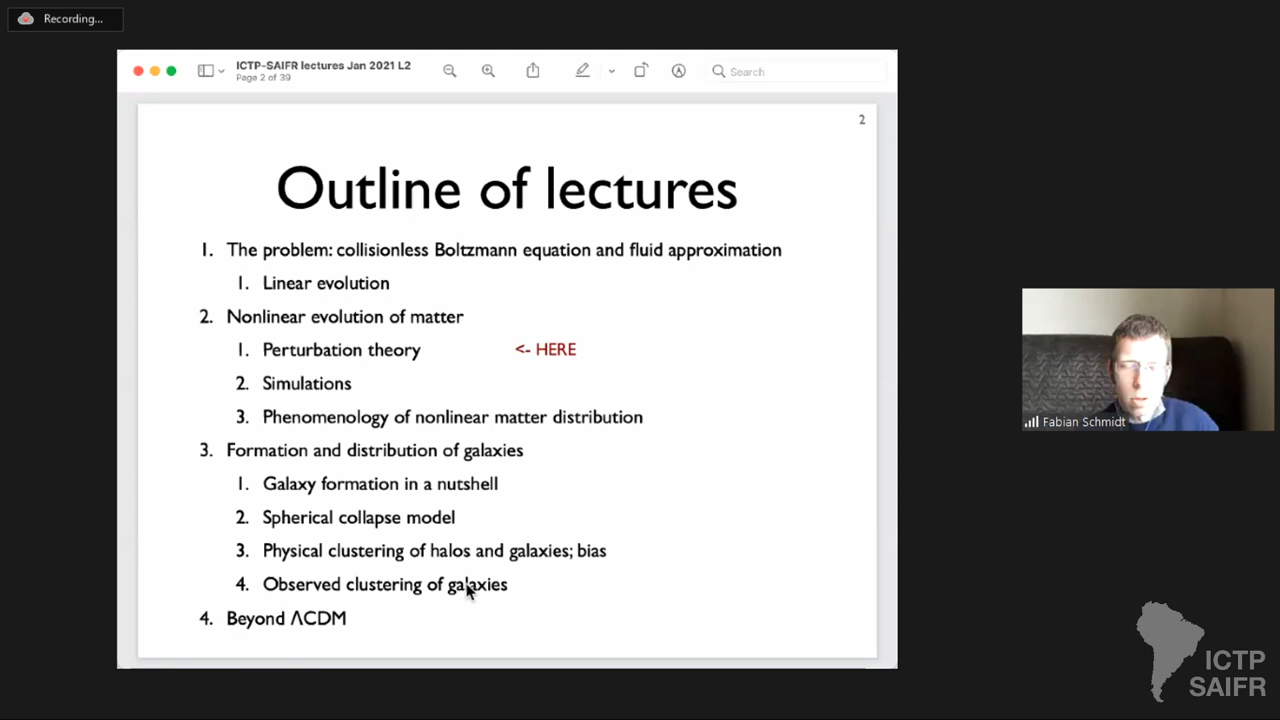 Recording...
ICTP-SAIFR lectures Jan 2021 L2
Page 2 of 39
Search
2
Outline of lectures
1. The problem: collisionless Boltzmann equation and fluid approximation
1. Linear evolution
2. Nonlinear evolution of matter
1. Perturbation theory <- HERE
2. Simulations
3. Phenomenology of nonlinear matter distribution
3. Formation and distribution of galaxies
1. Galaxy formation in a nutshell
2. Spherical collapse model
3. Physical clustering of halos and galaxies; bias
4. Observed clustering of galaxies
4. Beyond ΛCDM
Fabian Schmidt
ICTP
SAIFR